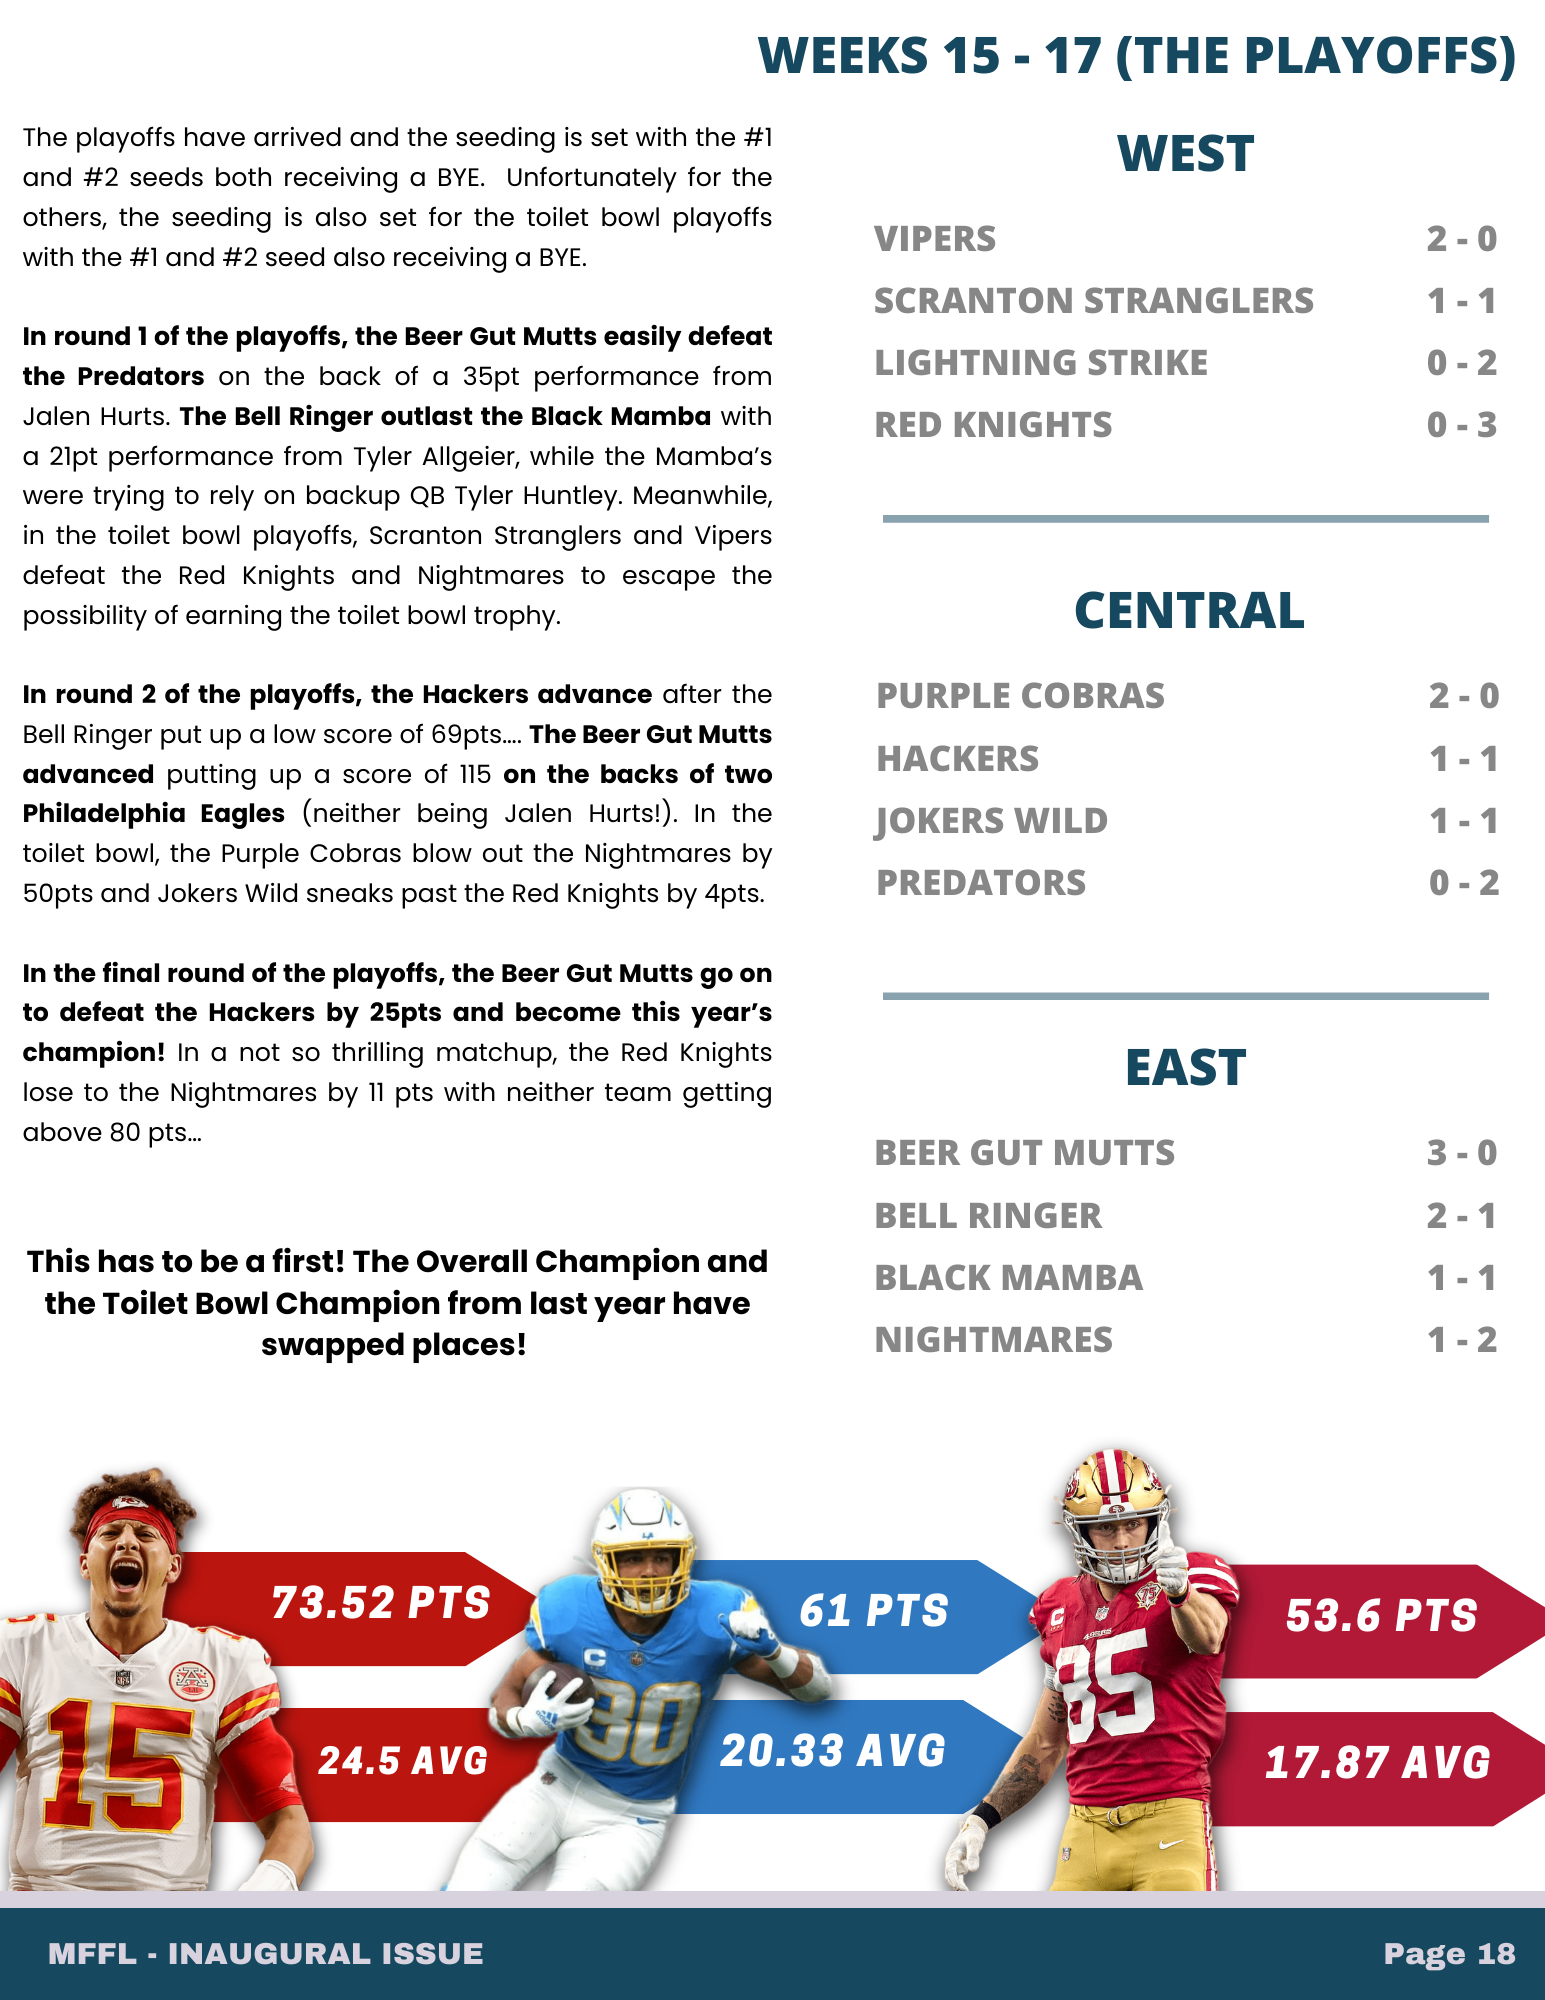 WEEKS 15 - 17 (THE PLAYOFFS)
The playoffs have arrived and the seeding is set with the #1
and #2 seeds both receiving a BYE.  Unfortunately for the
others, the seeding is also set for the toilet bowl playoffs
with the #1 and #2 seed also receiving a BYE.
In round 1 of the playoffs, the Beer Gut Mutts easily defeat
the Predators on the back of a 35pt performance from
Jalen Hurts. The Bell Ringer outlast the Black Mamba with
a 21pt performance from Tyler Allgeier, while the Mamba’s
were trying to rely on backup QB Tyler Huntley. Meanwhile,
in the toilet bowl playoffs, Scranton Stranglers and Vipers
defeat the Red Knights and Nightmares to escape the
possibility of earning the toilet bowl trophy.
In round 2 of the playoffs, the Hackers advance after the
Bell Ringer put up a low score of 69pts.... The Beer Gut Mutts
advanced putting up a score of 115 on the backs of two
Philadelphia Eagles (neither being Jalen Hurts!). In the
toilet bowl, the Purple Cobras blow out the Nightmares by
50pts and Jokers Wild sneaks past the Red Knights by 4pts.
In the final round of the playoffs, the Beer Gut Mutts go on
to defeat the Hackers by 25pts and become this year’s
champion! In a not so thrilling matchup, the Red Knights
lose to the Nightmares by 11 pts with neither team getting
above 80 pts...
This has to be a first! The Overall Champion and
the Toilet Bowl Champion from last year have
swapped places!
WEST
VIPERS 2 - 0
SCRANTON STRANGLERS 1 - 1
LIGHTNING STRIKE 0 - 2
RED KNIGHTS 0 - 3
CENTRAL
PURPLE COBRAS 2 - 0
HACKERS 1 - 1
JOKERS WILD 1 - 1
PREDATORS 0 - 2
EAST
BEER GUT MUTTS 3 - 0
BELL RINGER 2 - 1
BLACK MAMBA 1 - 1
NIGHTMARES 1 - 2
73.52 PTS
24.5 AVG
15
61 PTS
20.33 AVG
30
53.6 PTS
17.87 AVG
49ERS
85
MFFL - INAUGURAL ISSUE
Page 18